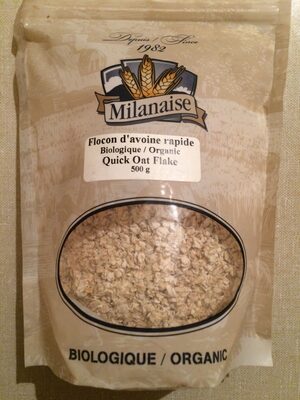 Depuis / Since
1982
Milanaise
Flocon d'avoine rapide
Biologique / Organic
Quick Oat Flake
500 g
BIOLOGIQUE / ORGANIC